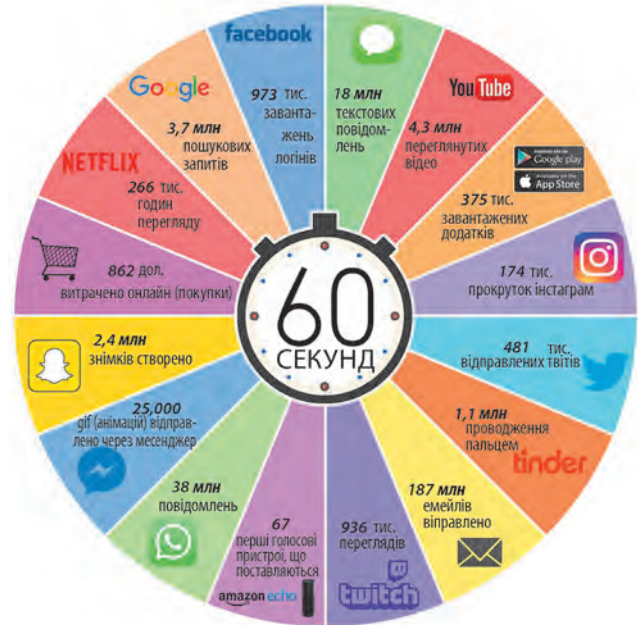 facebook
973 тис.
заванта-
жень
логінів
18 млн
текстових
повідом-
лень
YouTube
4,3 млн
переглянутих
відео
Google play
App Store
375 тис.
завантажених
додатків
174 тис.
прокруток інстаграм
481 тис.
відправлених твітів
1,1 млн
проводження
пальцем
tinder
187 млн
емейлів
віправлено
936 тис.
переглядів
twitch
67
перші голосові
пристрої, що
поставляються
amazon echo
38 млн
повідомлень
25,000
gif (анімацій) відправ-
лено через месенджер
2,4 млн
знімків створено
862 дол.
витрачено онлайн (покупки)
NETFLIX
266 тис.
годин
перегляду
Google
3,7 млн
пошукових
запитів
60
СЕКУНД